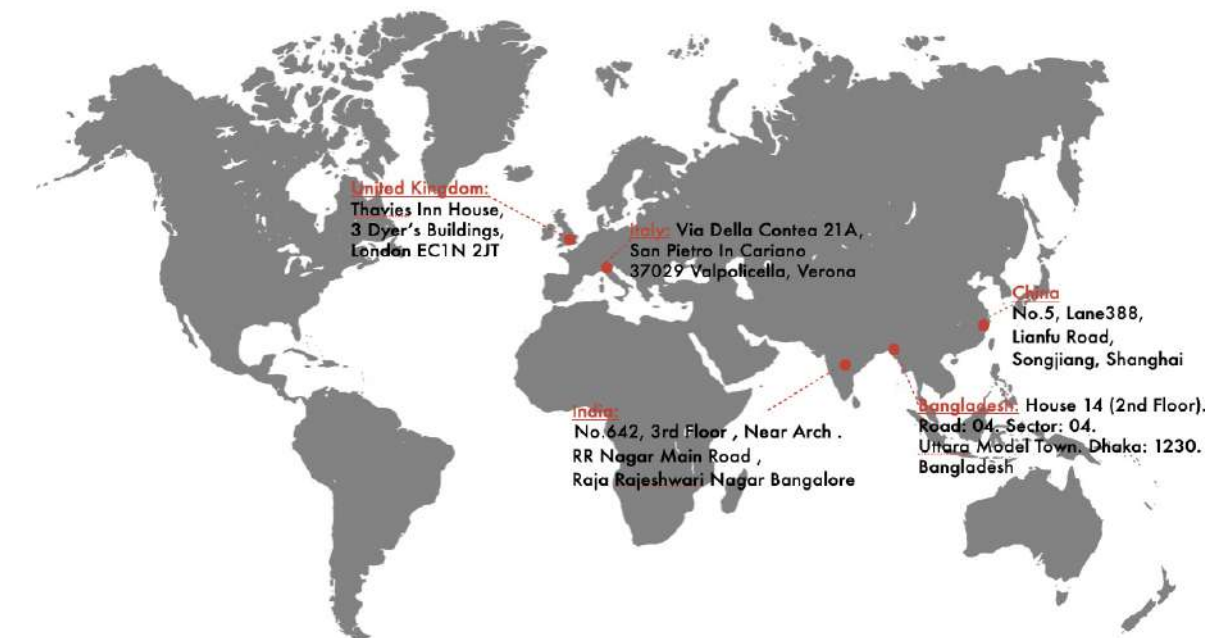 United Kingdom:
Thavies Inn House,
3 Dyer's Buildings,
London EC1N 2JT
Italy: Via Della Contea 21A,
San Pietro In Cariano
37029 Valpolicella, Verona
China
No.5, Lane388,
Lianfu Road,
Songjiang, Shanghai
India:
No.642, 3rd Floor , Near Arch .
RR Nagar Main Road ,
Raja Rajeshwari Nagar Bangalore
Bangladesh: House 14 (2nd Floor).
Road: 04. Sector: 04.
Uttara Model Town. Dhaka: 1230.
Bangladesh